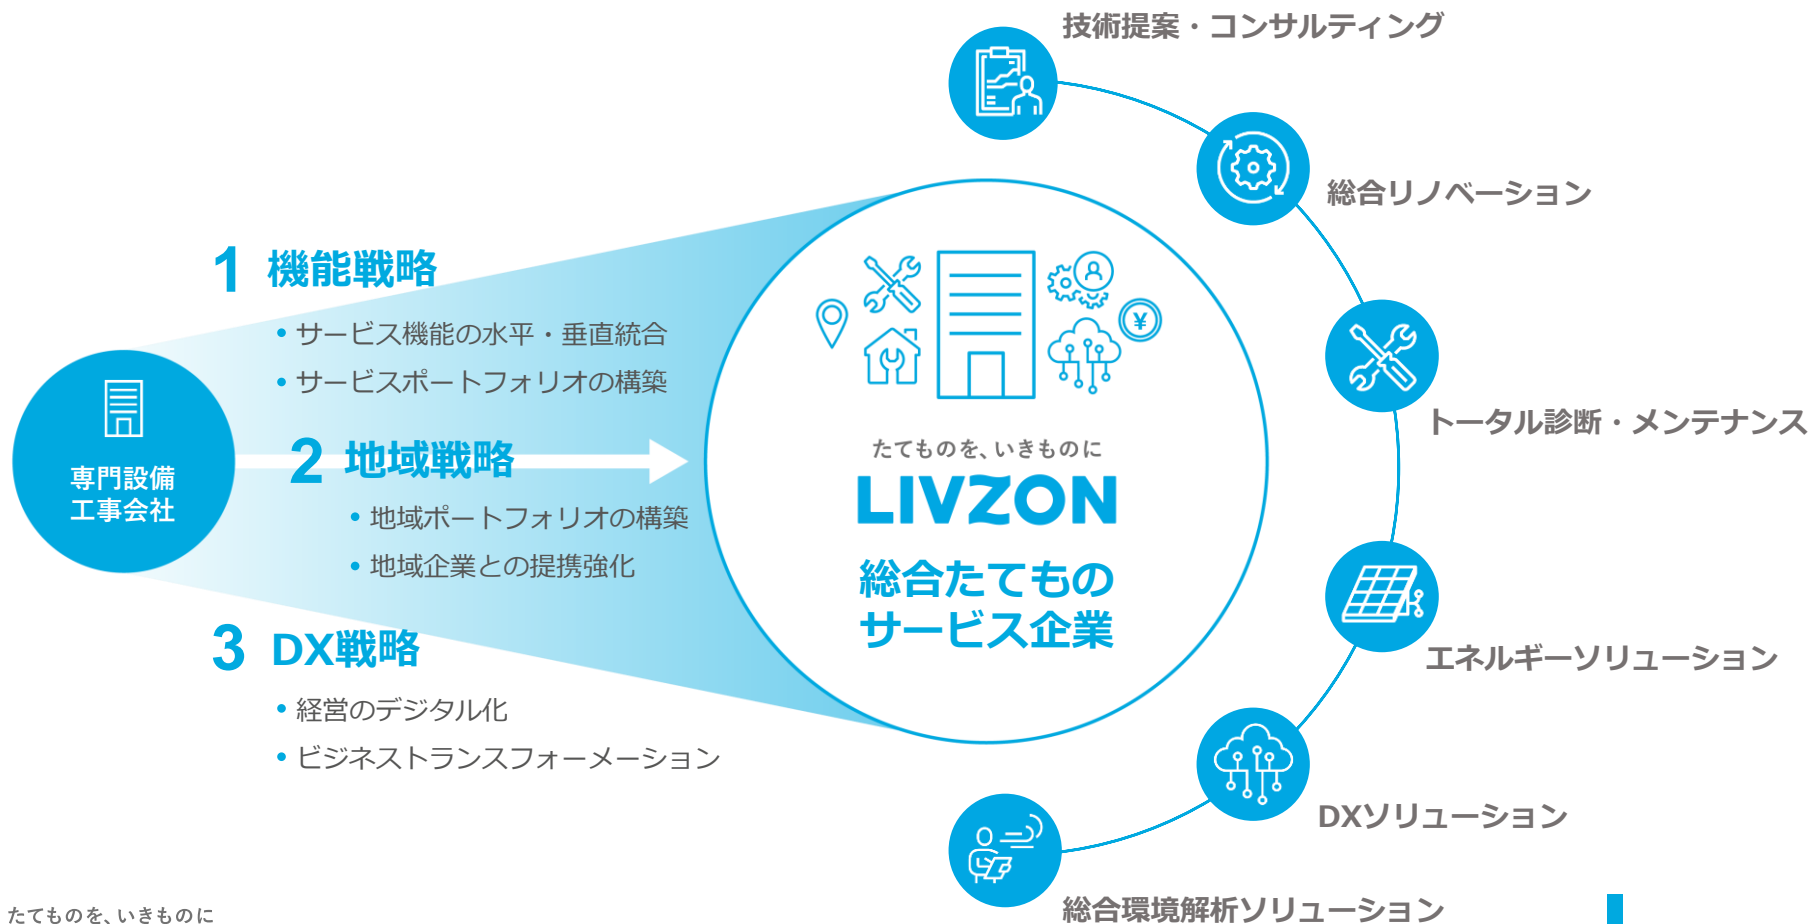 専門設備
工事会社
1 機能戦略
• サービス機能の水平・垂直統合
• サービスポートフォリオの構築
2 地域戦略
• 地域ポートフォリオの構築
• 地域企業との提携強化
3 DX戦略
• 経営のデジタル化
• ビジネストランスフォーメーション
¥
たてものを、いきものに
LIVZON
総合たてもの
サービス企業
技術提案・コンサルティング
総合リノベーション
トータル診断・メンテナンス
エネルギーソリューション
DXソリューション
総合環境解析ソリューション
たてものを、いきものに